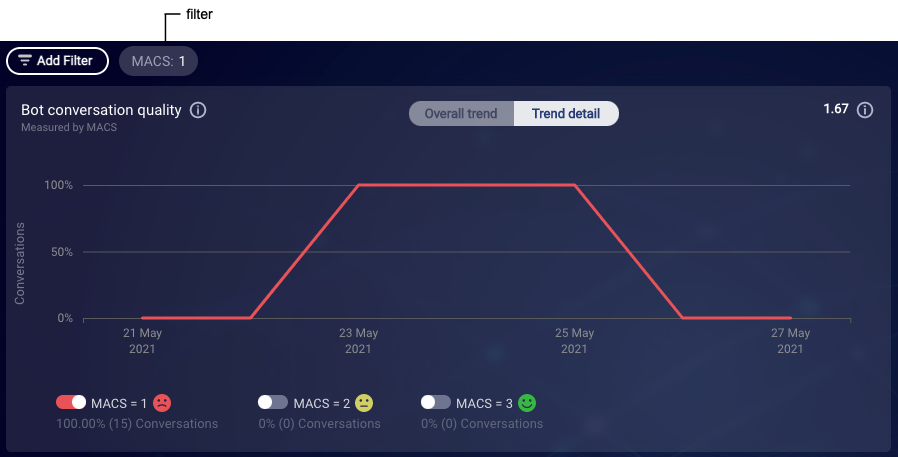 filter
Add Filter
MACS: 1
Bot conversation quality
Measured by MACS
Overall trend
Trend detail
1.67
100%
50%
0%
Conversations
21 May
2021
23 May
2021
25 May
2021
27 May
2021
MACS = 1
MACS = 2
MACS = 3
100.00% (15) Conversations
0% (0) Conversations
0% (0) Conversations